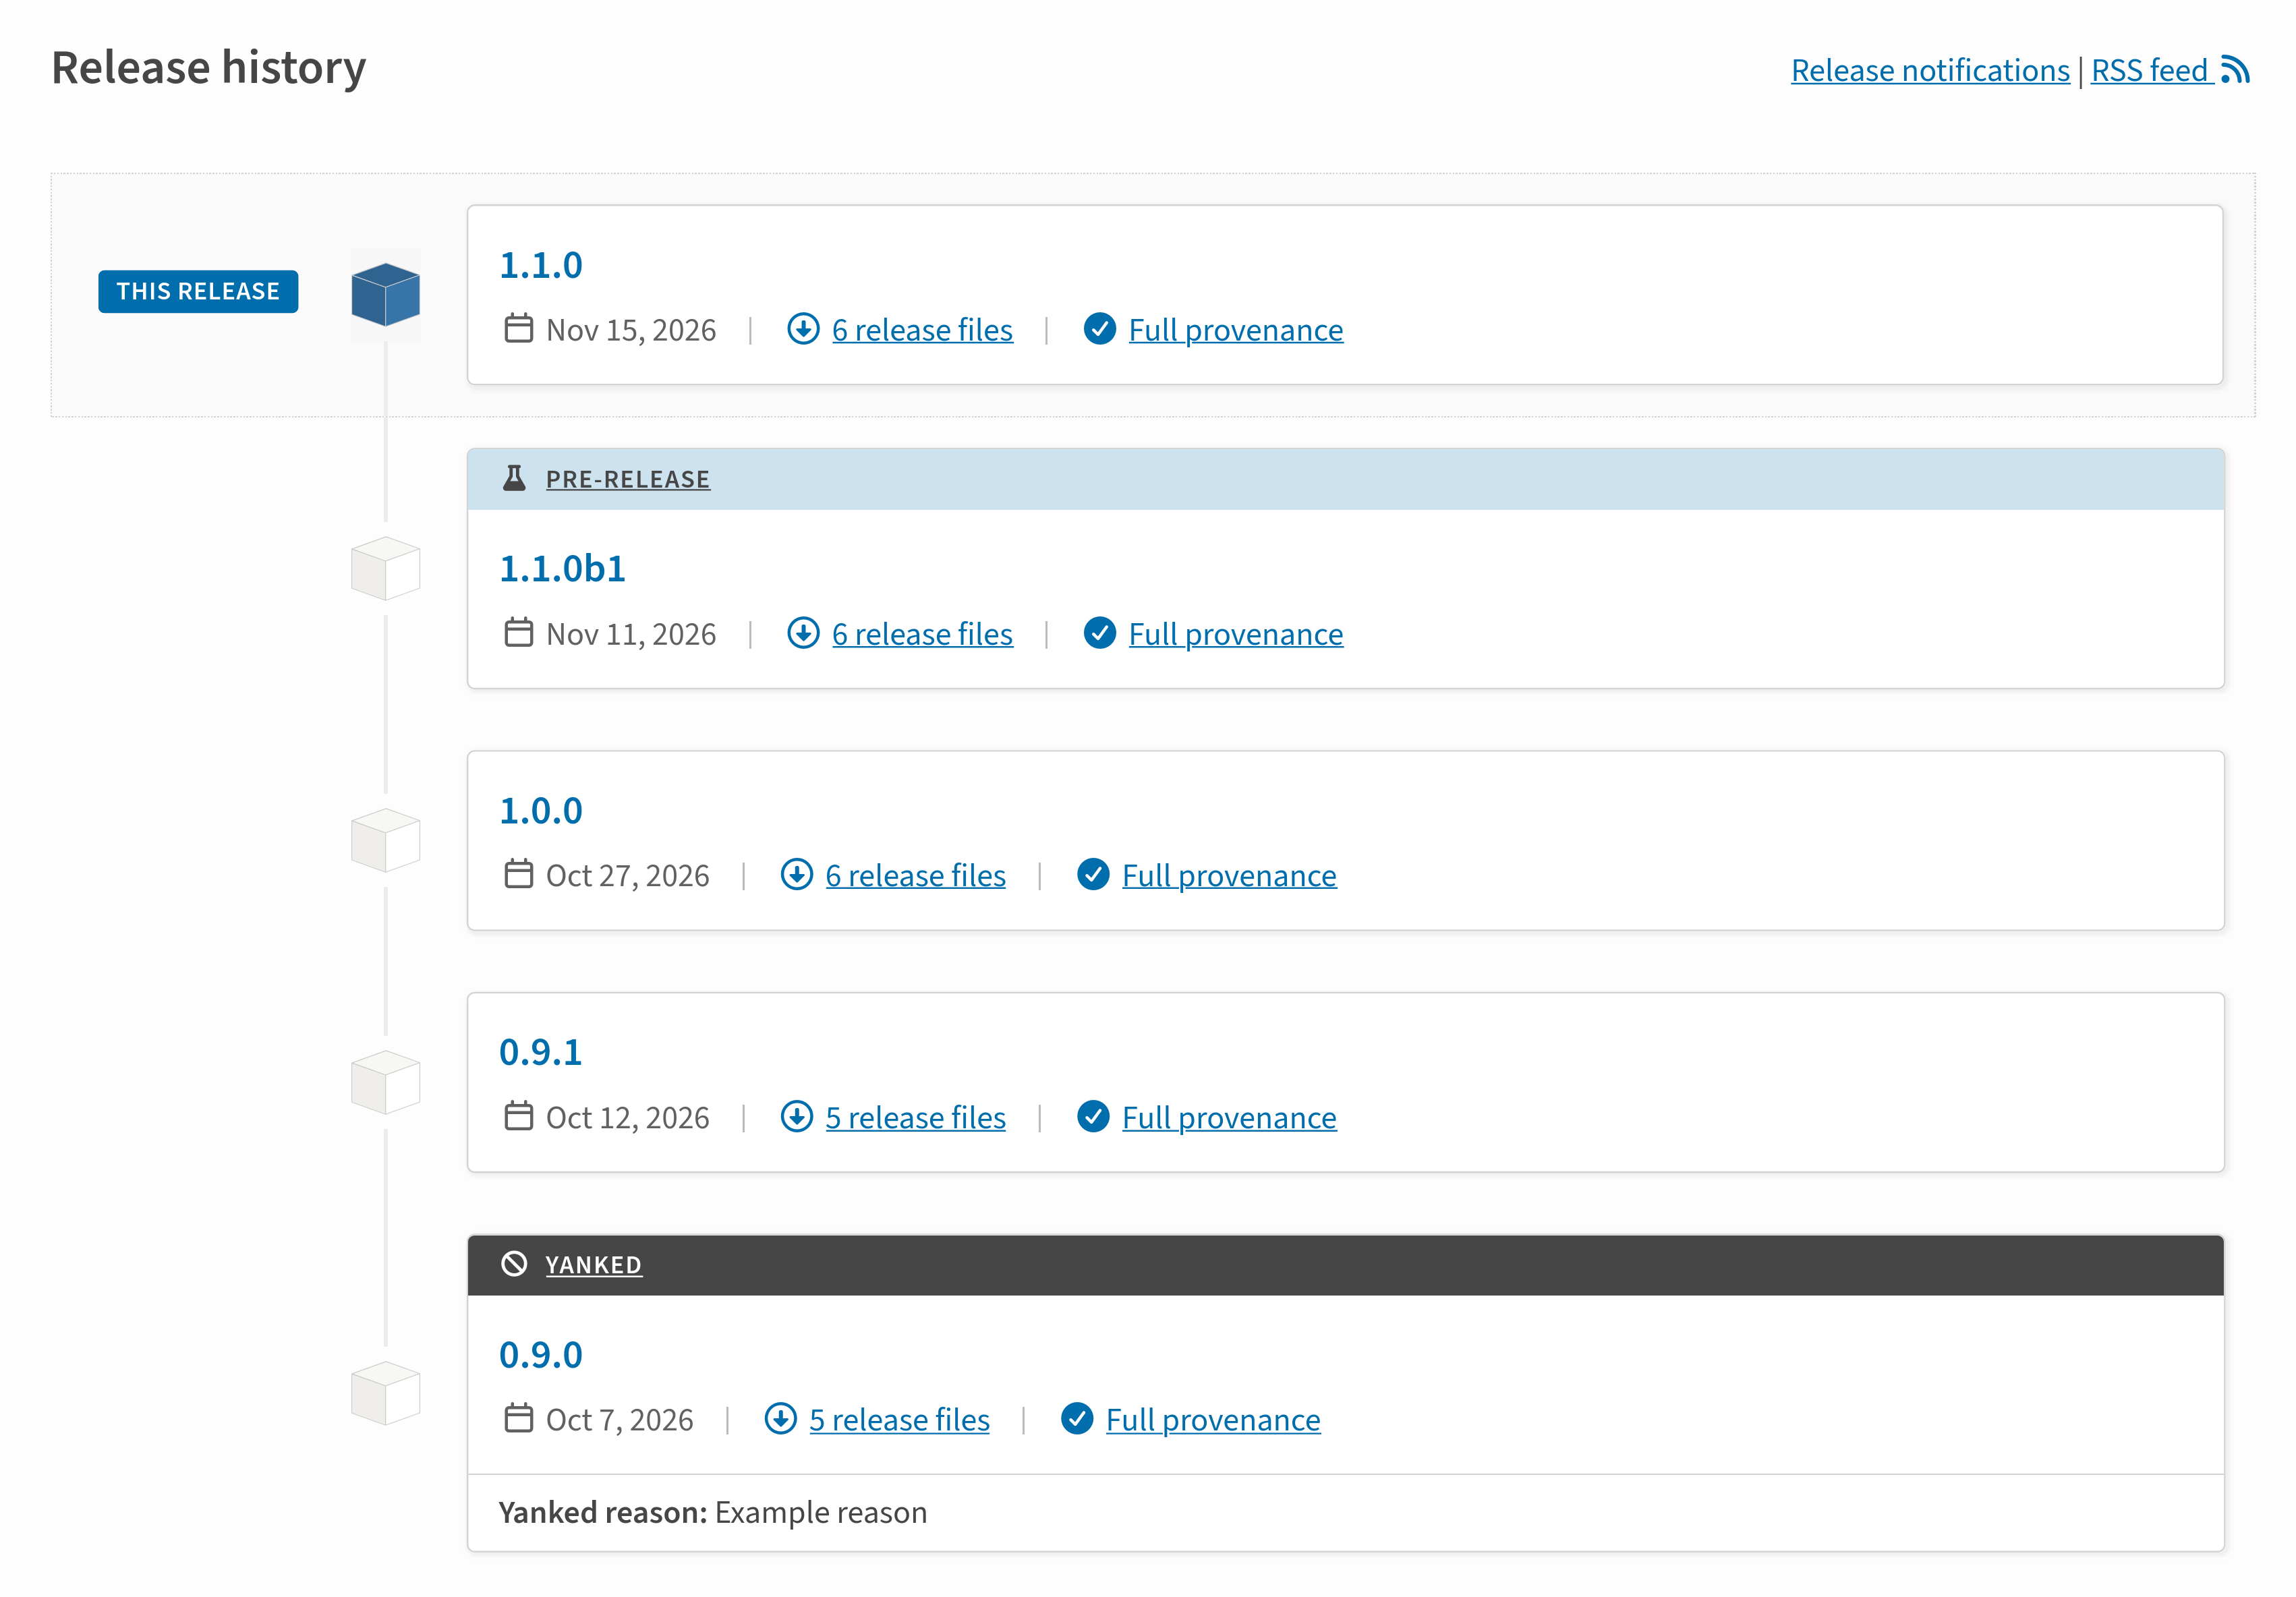 Release history
Release notifications | RSS feed
THIS RELEASE
1.1.0
Nov 15, 2026 | 6 release files | Full provenance
PRE-RELEASE
1.1.0b1
Nov 11, 2026 | 6 release files | Full provenance
1.0.0
Oct 27, 2026 | 6 release files | Full provenance
0.9.1
Oct 12, 2026 | 5 release files | Full provenance
YANKED
0.9.0
Oct 7, 2026 | 5 release files | Full provenance
Yanked reason: Example reason